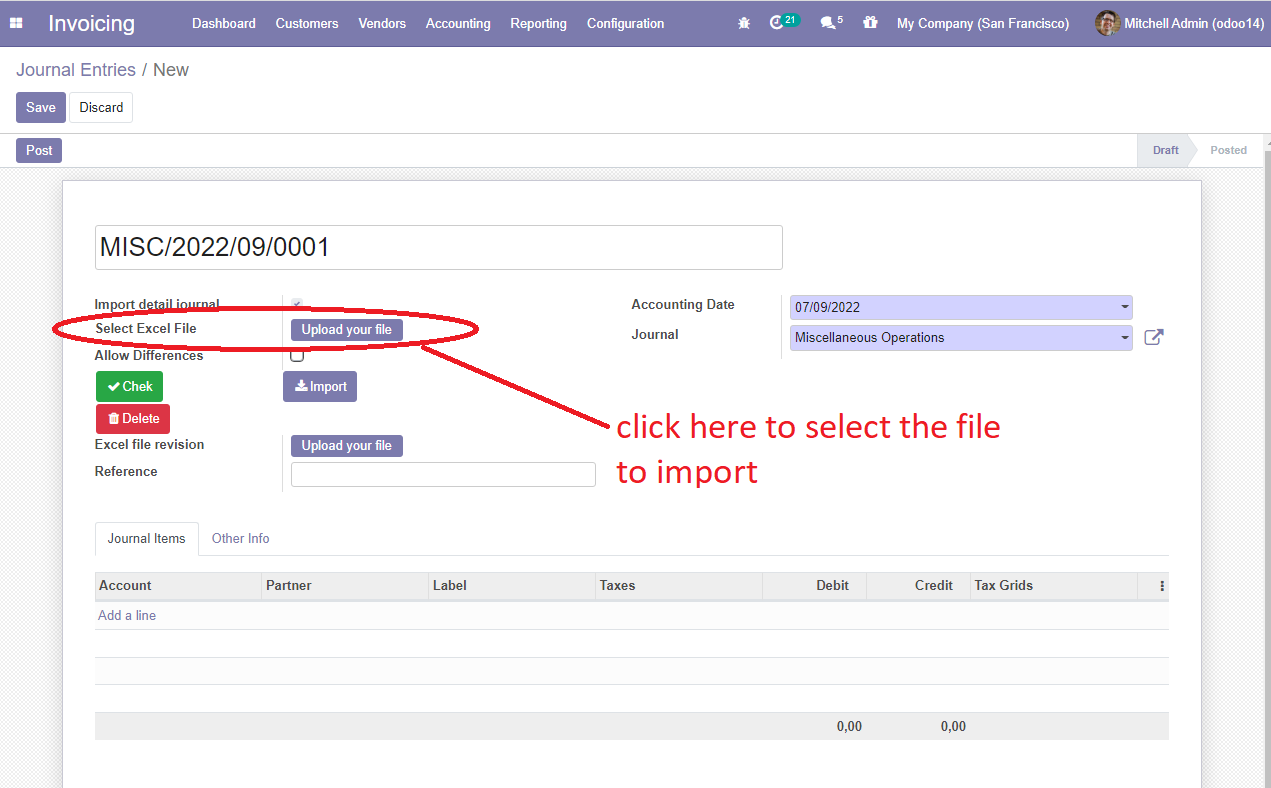 Invoicing Dashboard Customers Vendors Accounting Reporting Configuration 21 5 My Company (San Francisco) Mitchell Admin (odoo14)
Journal Entries / New
Save Discard
Post Draft Posted
MISC/2022/09/0001
Import detail journal Accounting Date 07/09/2022
Select Excel File Upload your file
Journal Miscellaneous Operations
Allow Differences
Chek Import
Delete
click here to select the file
to import
Excel file revision Upload your file
Reference
Journal Items Other Info
Account Partner Label Taxes Debit Credit Tax Grids
Add a line
0,00 0,00